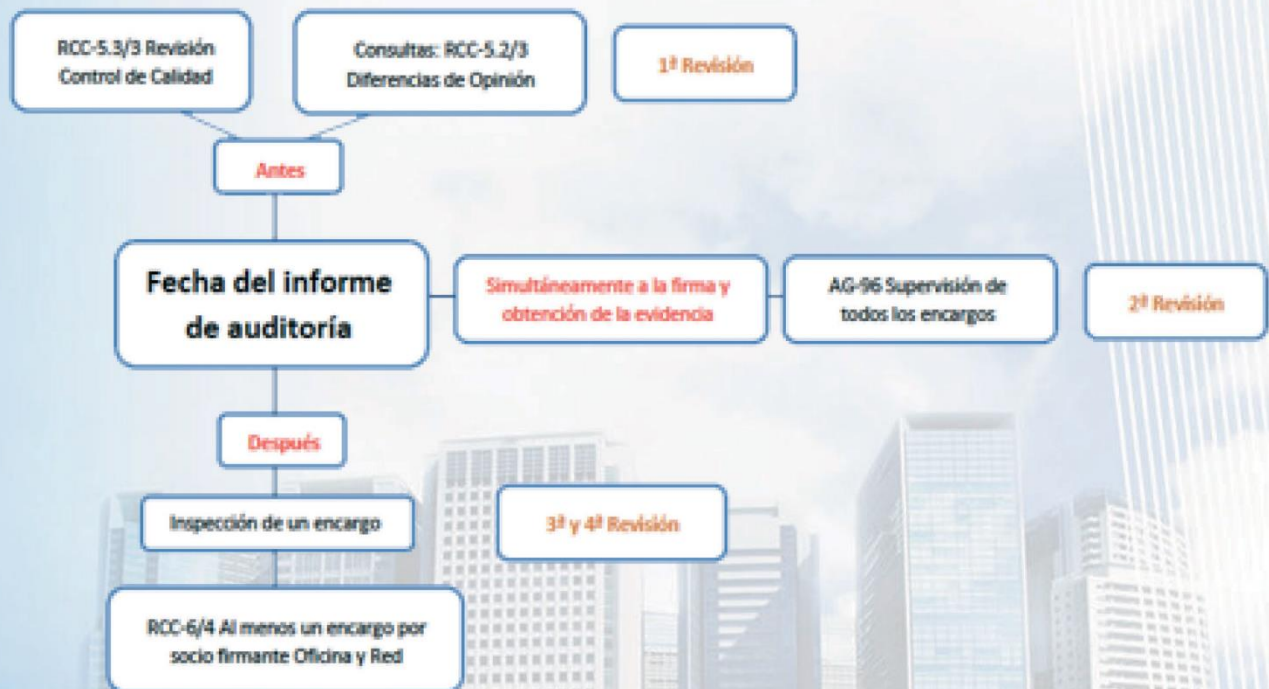 RCC-5.3/3 Revisión
Control de Calidad
Consultas: RCC-5.2/3
Diferencias de Opinión
1ª Revisión
Antes
Fecha del informe
de auditoría
Simultáneamente a la firma y
obtención de la evidencia
AG-96 Supervisión de
todos los encargos
2ª Revisión
Después
Inspección de un encargo
3ª y 4ª Revisión
RCC-6/4 Al menos un encargo por
socio firmante Oficina y Red